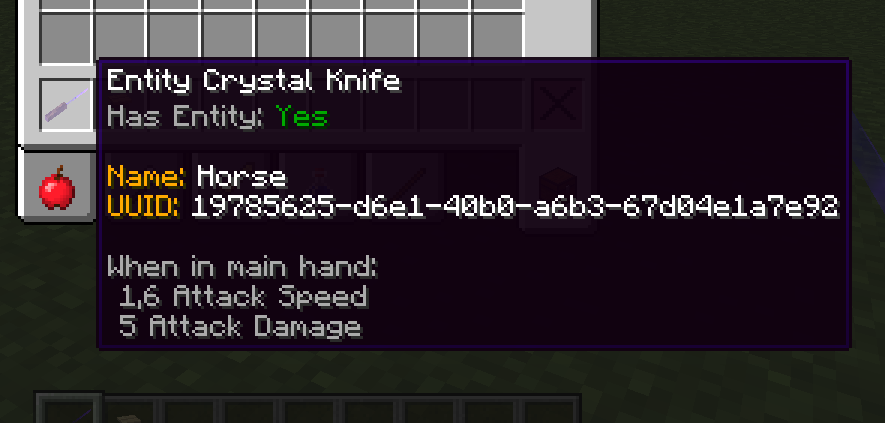 Entity Crystal Knife
Has Entity: Yes
Name: Horse
UUID: 19785625-d6e1-40b0-a6b3-67d04e1a7e92
When in main hand:
1,6 Attack Speed
5 Attack Damage